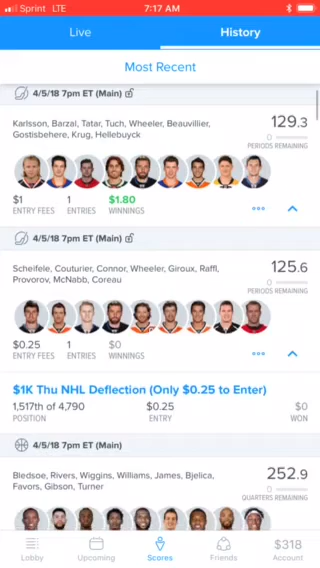 Sprint LTE 7:17 AM
Live History
Most Recent
4/5/18 7pm ET (Main)
Karlsson, Barzal, Tatar, Tuch, Wheeler, Beauvillier,
Gostisbehere, Krug, Hellebuyck
129.3
0
PERIODS REMAINING
$1 1 $1.80
ENTRY FEES ENTRIES WINNINGS
4/5/18 7pm ET (Main)
Scheifele, Couturier, Connor, Wheeler, Giroux, Raffl,
Provorov, McNabb, Coreau
125.6
0
PERIODS REMAINING
$0.25 1 $0
ENTRY FEES ENTRIES WINNINGS
$1K Thu NHL Deflection (Only $0.25 to Enter)
1,517th of 4,790 $0.25 $0
POSITION ENTRY WON
4/5/18 7pm ET (Main)
Bledsoe, Rivers, Wiggins, Williams, James, Bjelica,
Favors, Gibson, Turner
252.9
0
QUARTERS REMAINING
$318
Lobby Upcoming Scores Friends Account